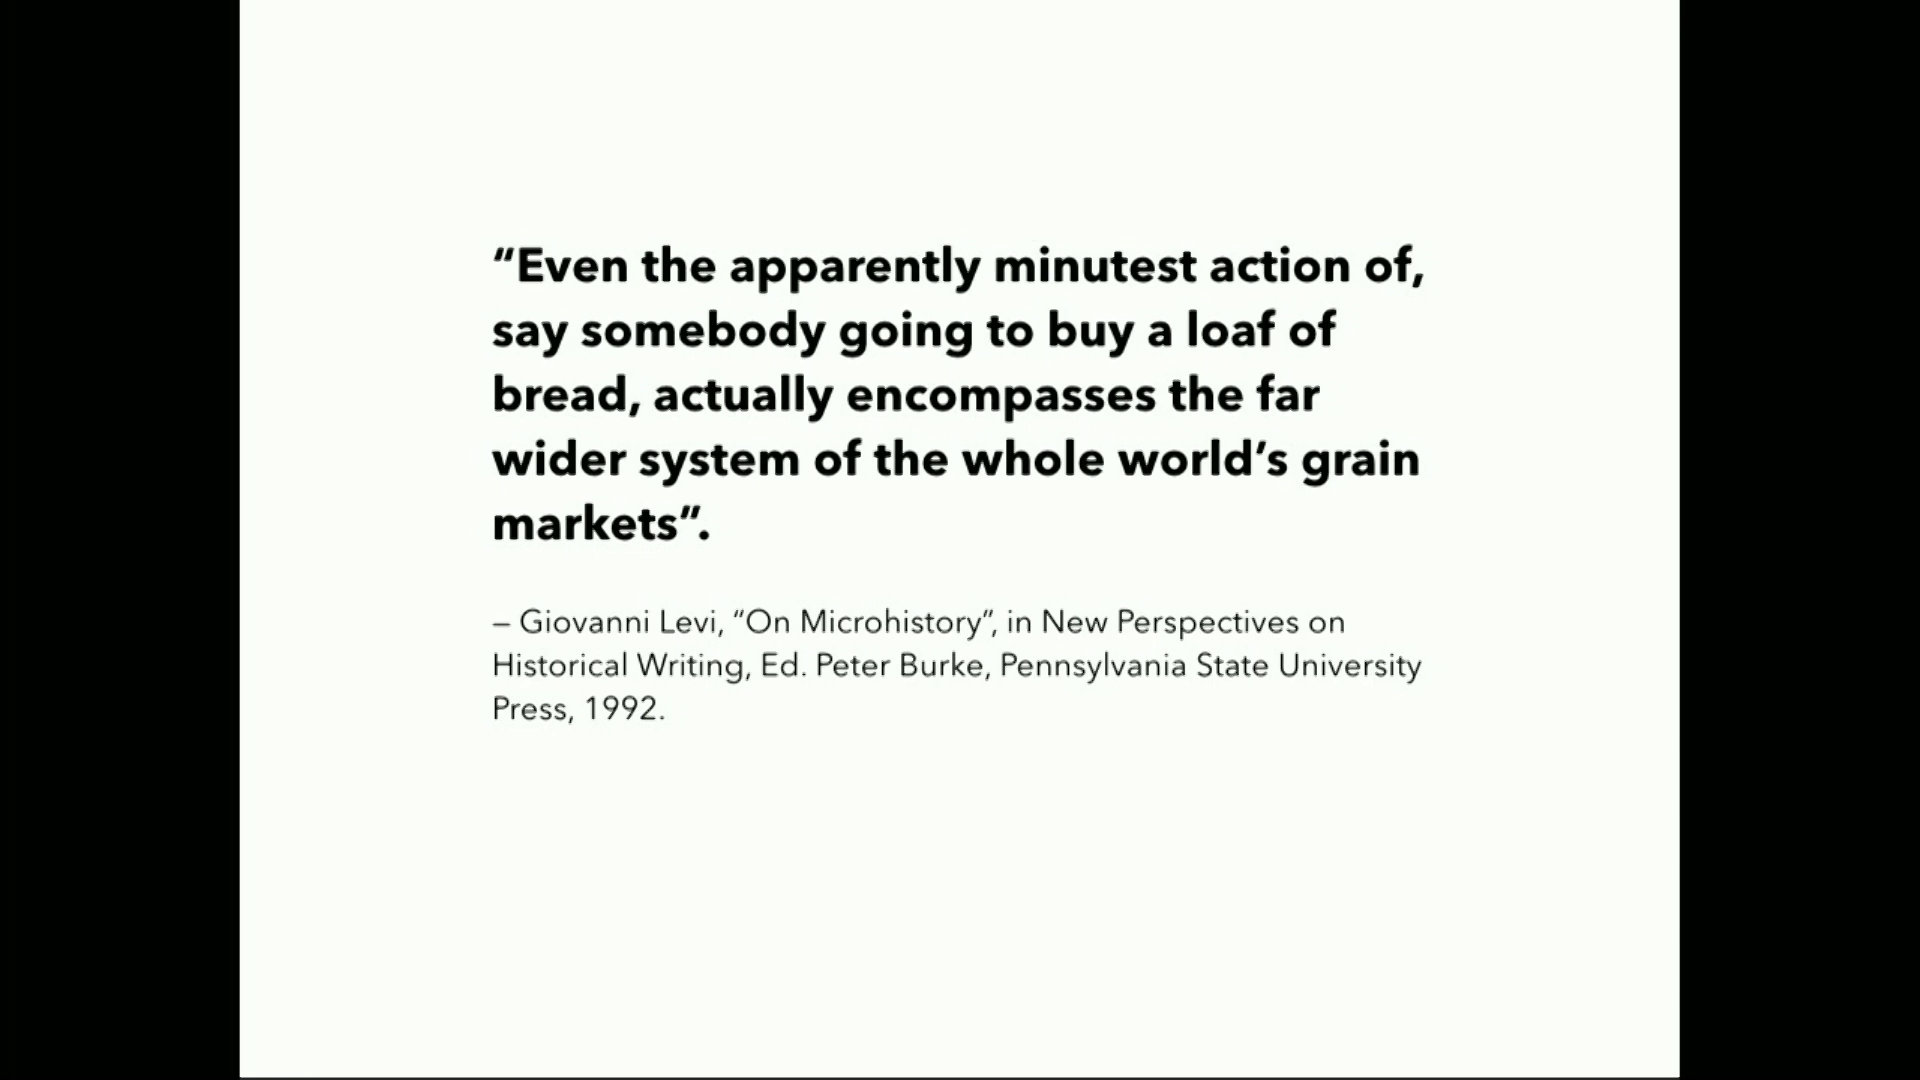 “Even the apparently minutest action of,
say somebody going to buy a loaf of
bread, actually encompasses the far
wider system of the whole world’s grain
markets”.
– Giovanni Levi, “On Microhistory”, in New Perspectives on
Historical Writing, Ed. Peter Burke, Pennsylvania State University
Press, 1992.